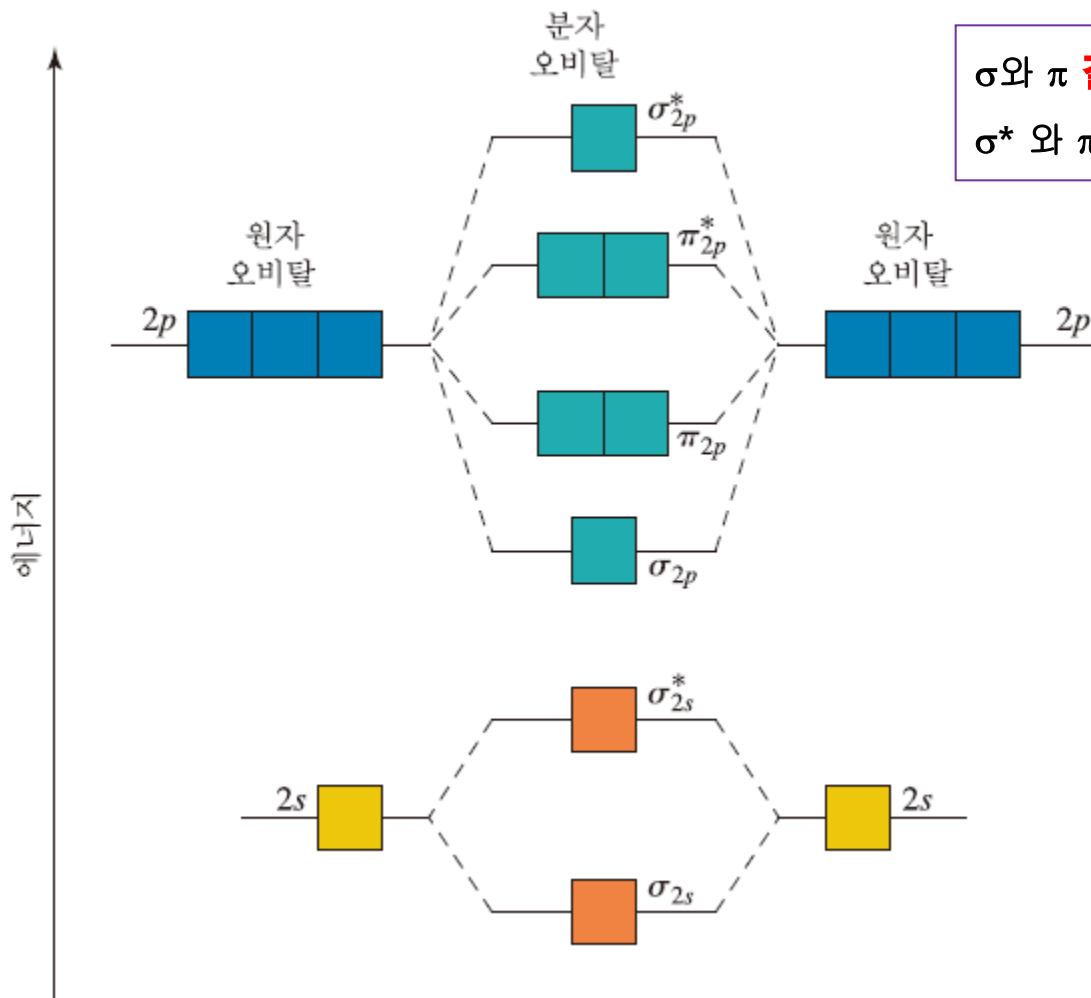 분자
오비탈
σ와 π
σ* 와 π
σ*2p
π*2p
원자
오비탈
원자
오비탈
2p
2p
π2p
에너지
σ2p
σ*2s
2s
2s
σ2s